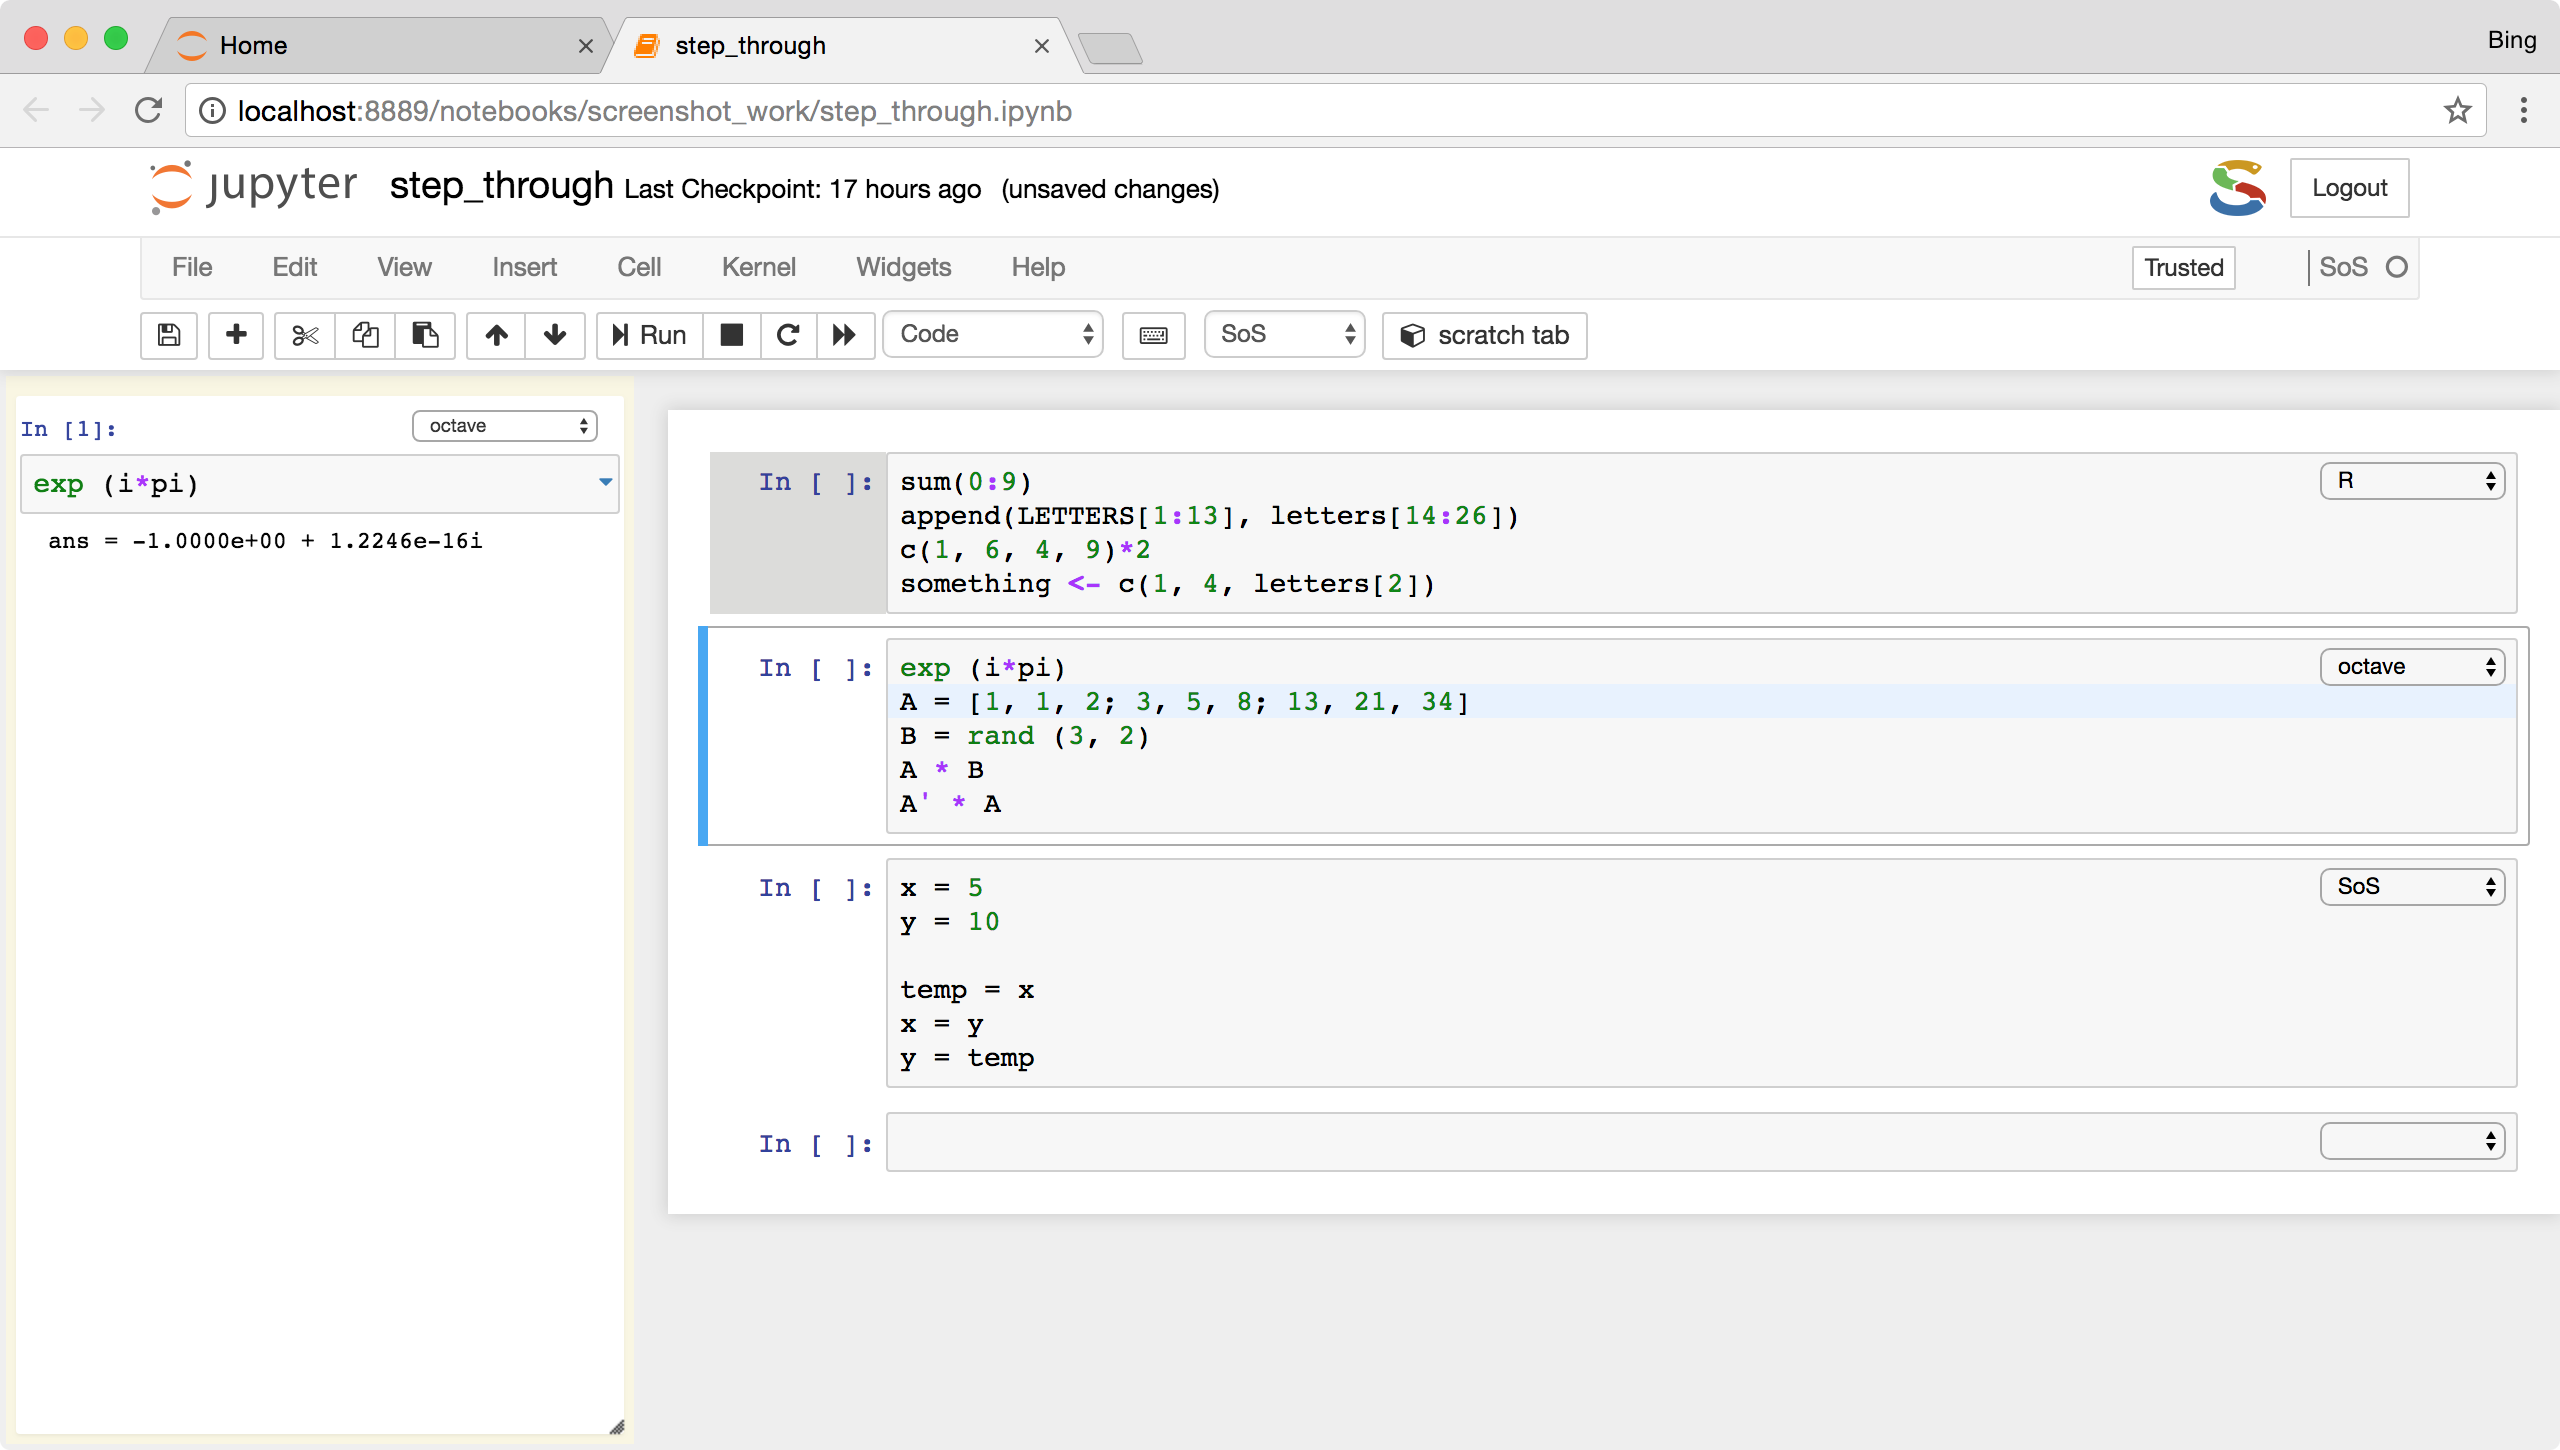 Home
step_through
Bing
localhost:8889/notebooks/screenshot_work/step_through.ipynb
jupyter step_through Last Checkpoint: 17 hours ago (unsaved changes)
Logout
File Edit View Insert Cell Kernel Widgets Help
Trusted
SoS
Run
Code
SoS
scratch tab
In [1]:
octave
exp (i*pi)
ans = -1.0000e+00 + 1.2246e-16i
In [ ]:
R
sum(0:9)
append(LETTERS[1:13], letters[14:26])
c(1, 6, 4, 9)*2
something <- c(1, 4, letters[2])
In [ ]:
octave
exp (i*pi)
A = [1, 1, 2; 3, 5, 8; 13, 21, 34]
B = rand (3, 2)
A * B
A' * A
In [ ]:
SoS
x = 5
y = 10
temp = x
x = y
y = temp
In [ ]: